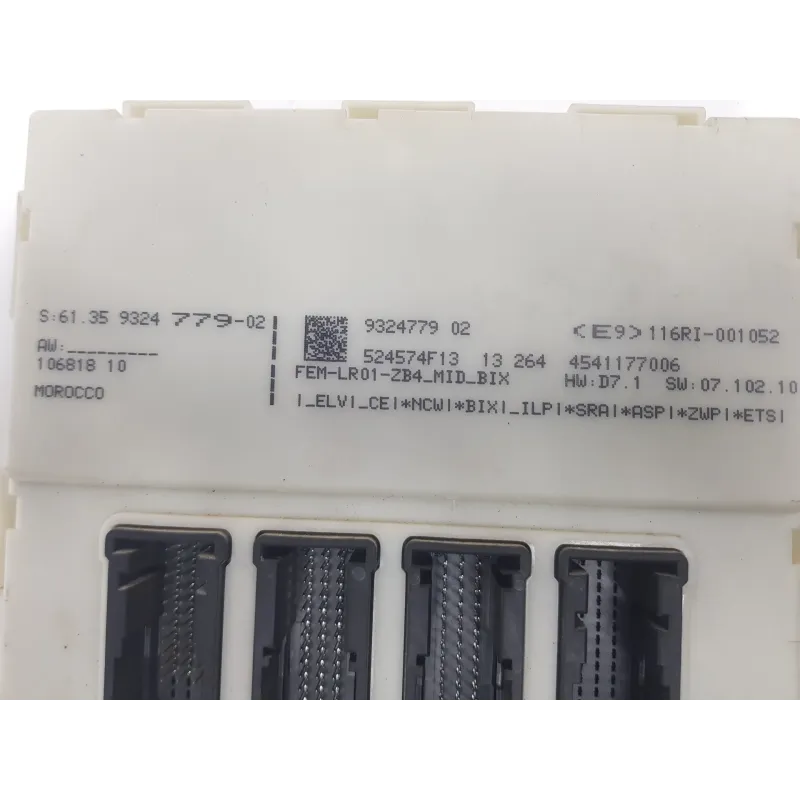 S:61.35 9324 779-02
AW:_________
106818 10
MOROCCO
9324779 02
524574F13 13 264 4541177006
FEM-LR01-ZB4_MID_BIX
(E9) 116RI-001052
HW:D7.1 SW:07.102.10
|_ELV|_CE|*NCW|*BIX|_ILP|*SRA|*ASP|*ZWP|*ETS|